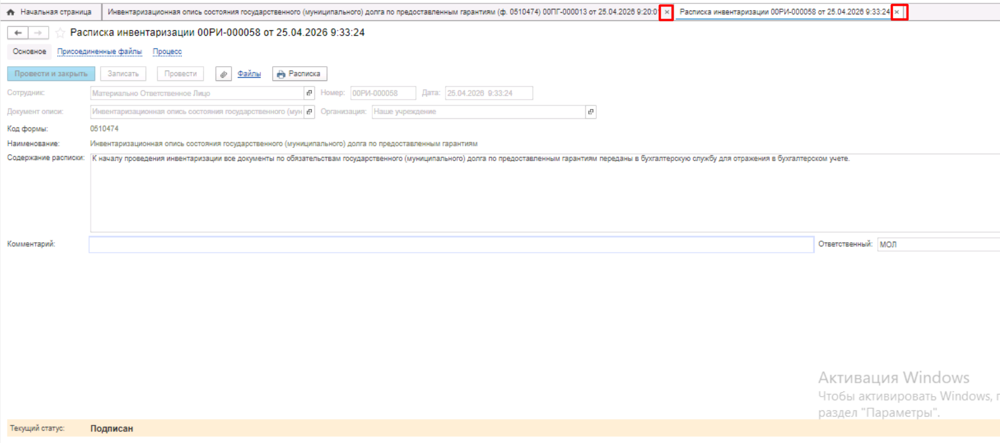 Начальная страница
Инвентаризационная опись состояния государственного (муниципального) долга по предоставленным гарантиям (ф. 0510474) 00ПГ-000013 от 25.04.2026 9:20:0
Расписка инвентаризации 00РИ-000058 от 25.04.2026 9:33:24
Расписка инвентаризации 00РИ-000058 от 25.04.2026 9:33:24
Основное Присоединенные файлы Процесс
Провести и закрыть Записать Провести Файлы Расписка
Сотрудник: Материально Ответственное Лицо Номер: 00РИ-000058 Дата: 25.04.2026 9:33:24
Документ описи: Инвентаризационная опись состояния государственного (мун Организация: Наше учреждение
Код формы: 0510474
Наименование: Инвентаризационная опись состояния государственного (муниципального) долга по предоставленным гарантиям
Содержание расписки: К началу проведения инвентаризации все документы по обязательствам государственного (муниципального) долга по предоставленным гарантиям переданы в бухгалтерскую службу для отражения в бухгалтерском учете.
Комментарий: Ответственный: МОЛ
Активация Windows
Чтобы активировать Windows,
раздел "Параметры".
Текущий статус: Подписан